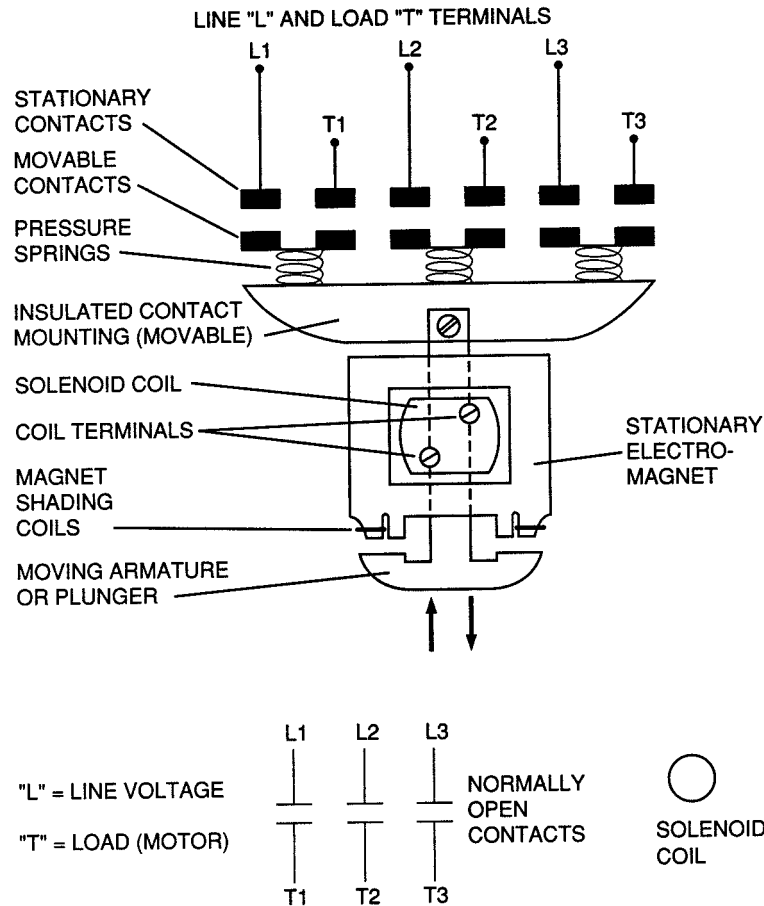 LINE "L" AND LOAD "T" TERMINALS
L1
L2
L3
STATIONARY
CONTACTS
T1
T2
T3
MOVABLE
CONTACTS
PRESSURE
SPRINGS
INSULATED CONTACT
MOUNTING (MOVABLE)
SOLENOID COIL
COIL TERMINALS
STATIONARY
ELECTRO-
MAGNET
MAGNET
SHADING
COILS
MOVING ARMATURE
OR PLUNGER
L1
L2
L3
"L" = LINE VOLTAGE
"T" = LOAD (MOTOR)
NORMALLY
OPEN
CONTACTS
T1
T2
T3
SOLENOID
COIL